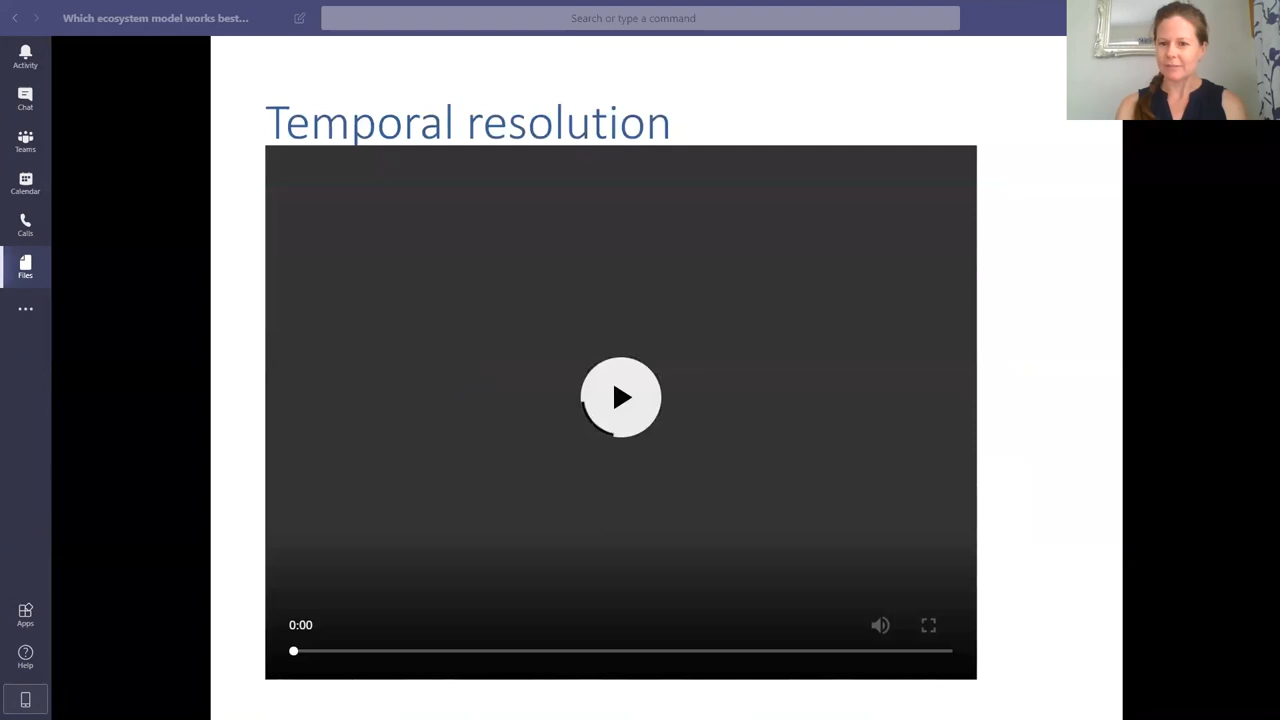 Which ecosystem model works best...
Search or type a command
Activity
Chat
Teams
Calendar
Calls
Files
Apps
Help
Temporal resolution
0:00